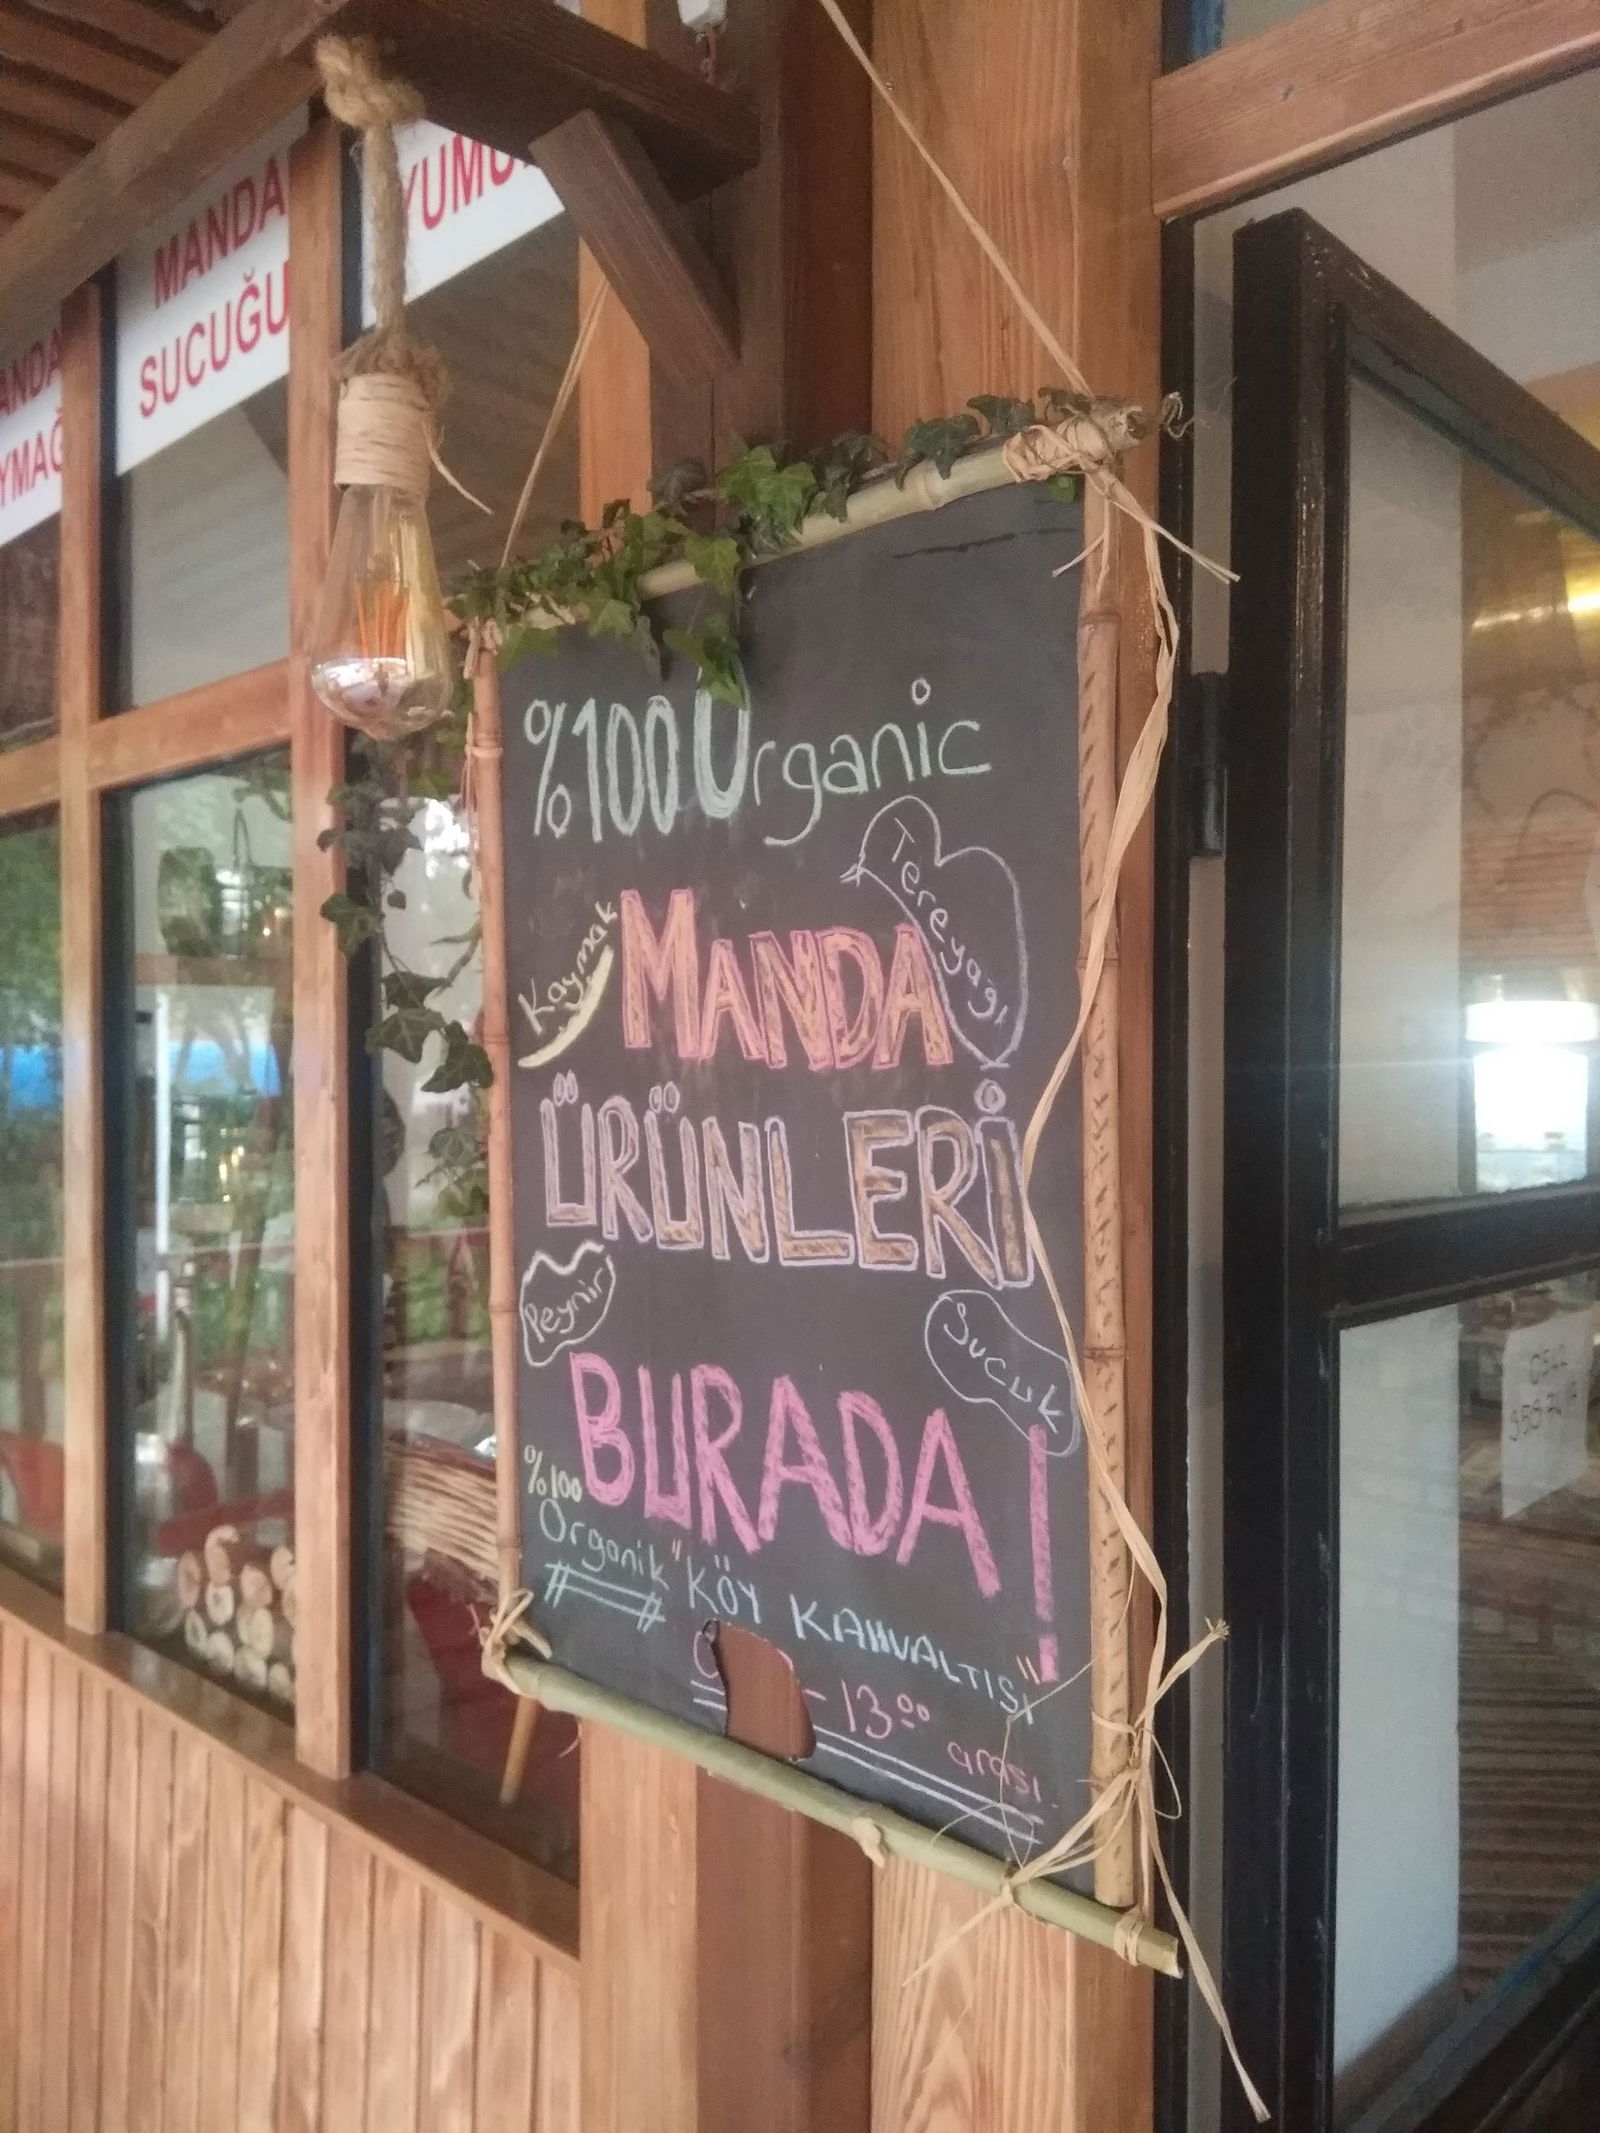 MANDA
SUCUĞU
%100 Organic
Tereyağı
Kaymak
MANDA
ÜRÜNLERİ
Peynir
Sucuk
BURADA!
%100
Organik "KÖY KAHVALTISI"
- 13⁰⁰ arası